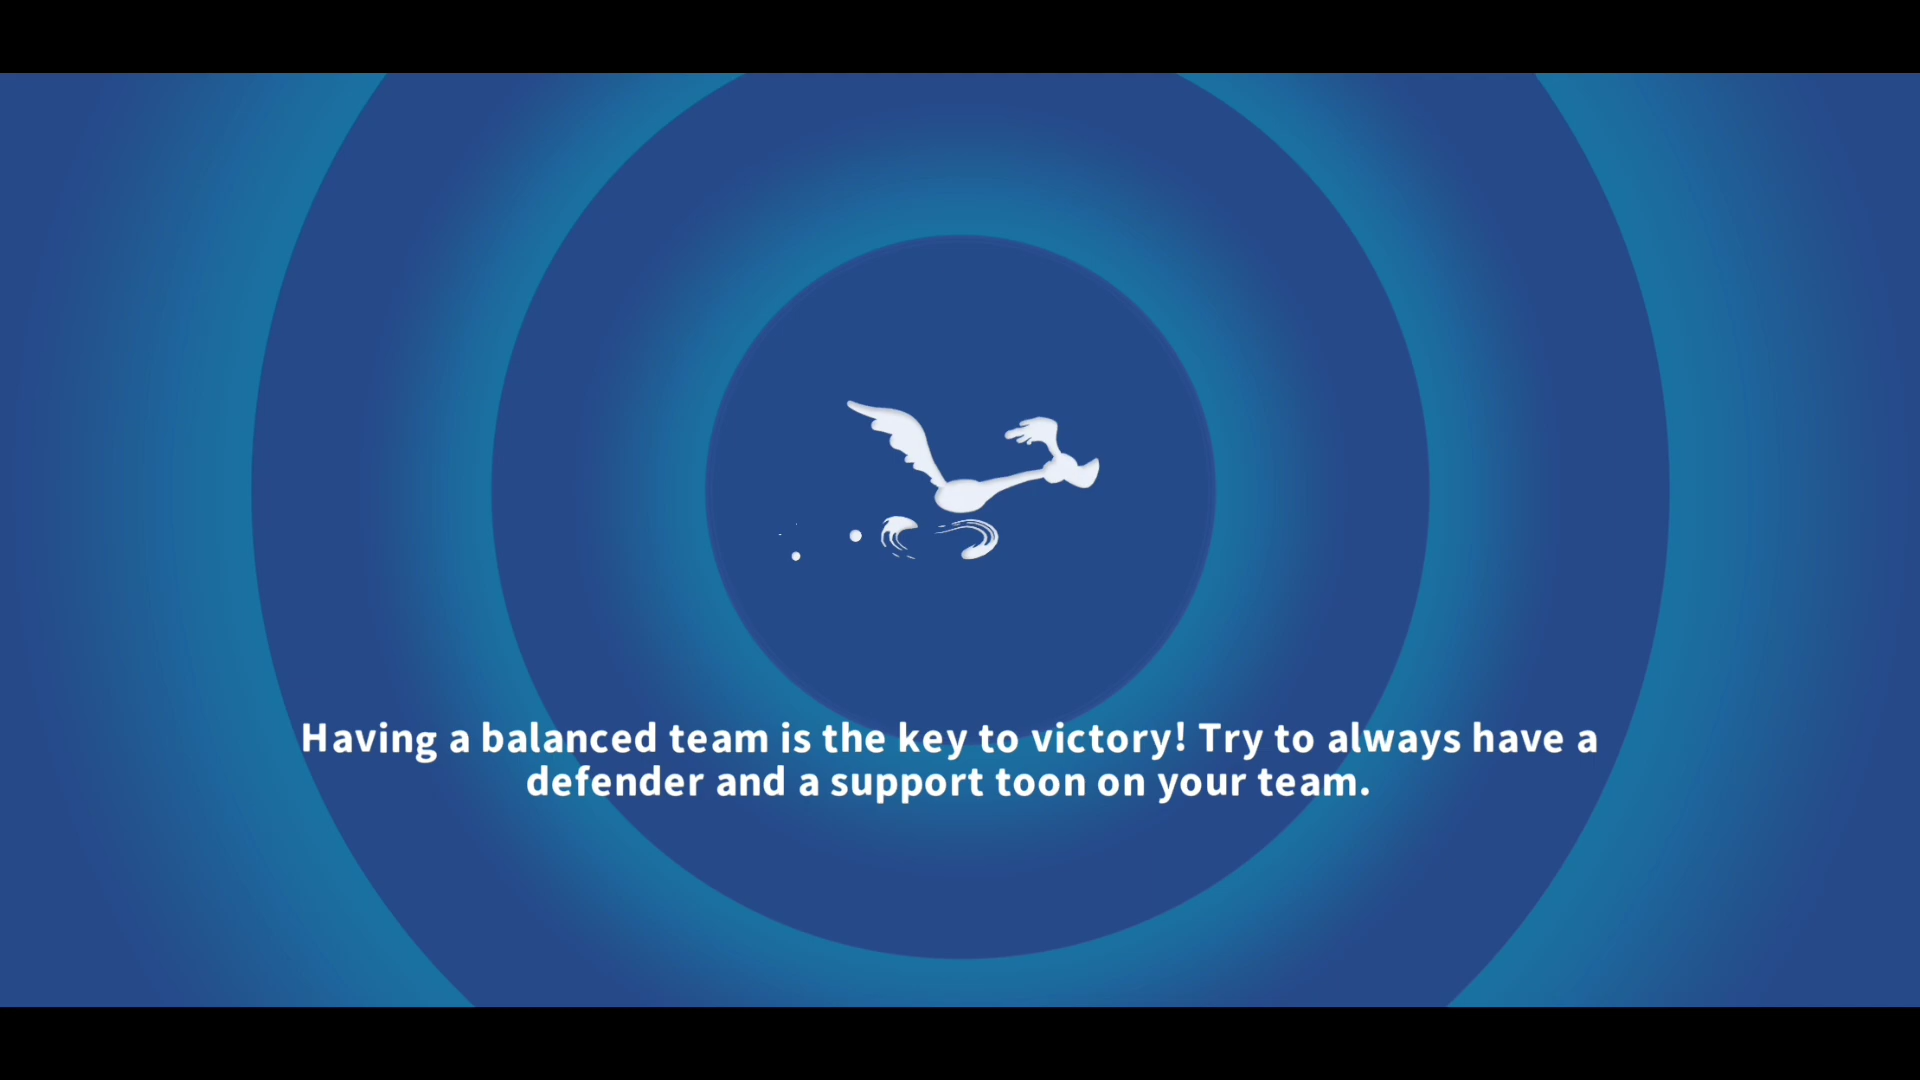 Having a balanced team is the key to victory! Try to always have a
defender and a support toon on your team.